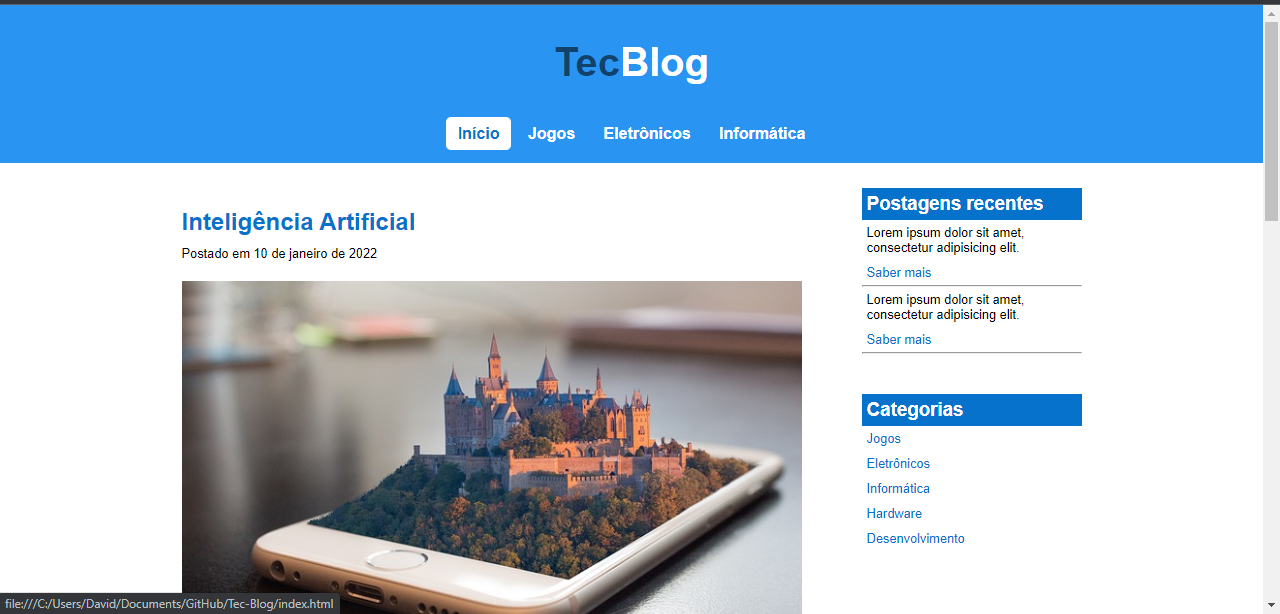 TecBlog
Início Jogos Eletrônicos Informática
Inteligência Artificial
Postado em 10 de janeiro de 2022
Postagens recentes
Lorem ipsum dolor sit amet,
consectetur adipisicing elit.
Saber mais
Lorem ipsum dolor sit amet,
consectetur adipisicing elit.
Saber mais
Categorias
Jogos
Eletrônicos
Informática
Hardware
Desenvolvimento
file:///C:/Users/David/Documents/GitHub/Tec-Blog/index.html